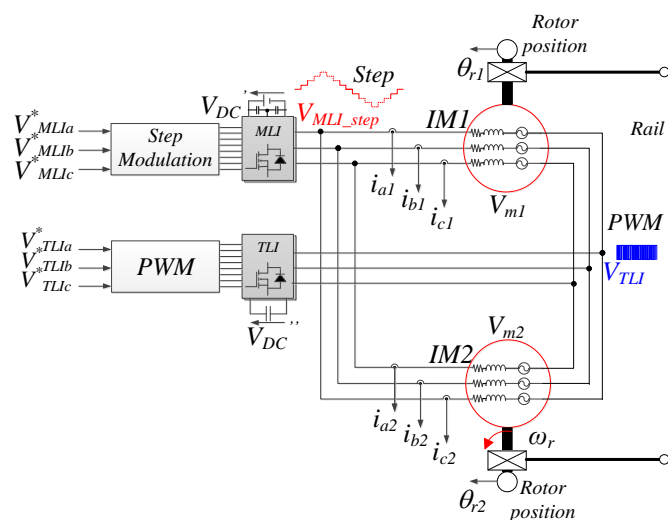 Rotor
position
θr1
Step
VDC'
VMLI_step
IM1
V*MLIa
V*MLIb
V*MLIc
Step
Modulation
MLI
Rail
ia1
ib1
ic1
Vm1
PWM
V*TLIa
V*TLIb
V*TLIc
PWM
TLI
VTLI
VDC''
Vm2
IM2
ia2
ib2
ic2
ωr
θr2
Rotor
position